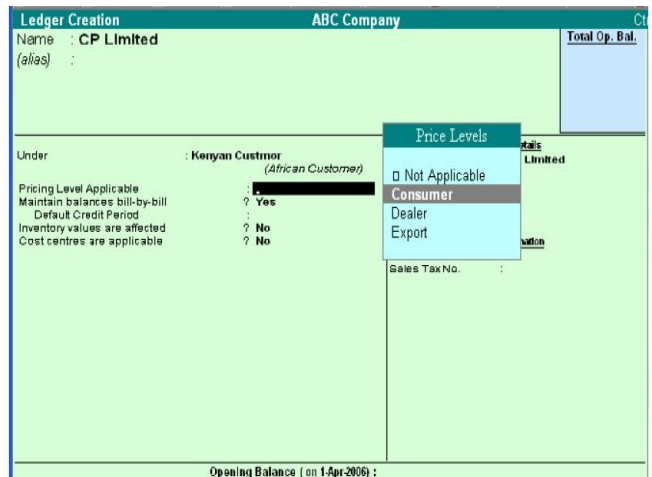 Ledger Creation ABC Company
Name : CP Limited
Total Op. Bal.
(alias) :
Price Levels
Under : Kenyan Custmor
(African Customer)
Limited
Not Applicable
Pricing Level Applicable :
Consumer
Maintain balances bill-by-bill ? Yes
Default Credit Period :
Dealer
Inventory values are affected ? No
Export
Cost centres are applicable ? No
Sales Tax No. :
Opening Balance ( on 1-Apr-2006) :